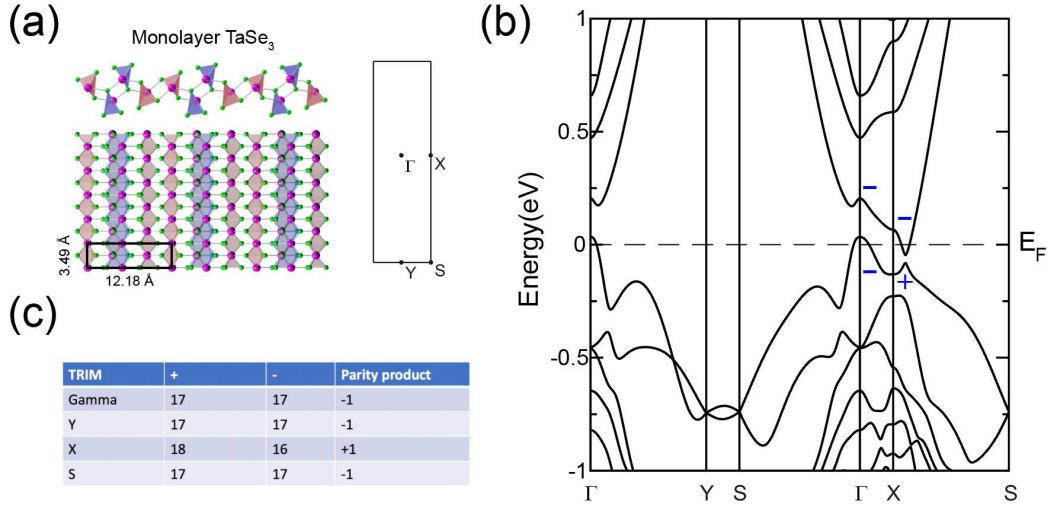 (a)
Monolayer TaSe₃
Γ
X
Y
S
3.49 Å
12.18 Å
(b)
Energy(eV)
1
0.5
0
-0.5
-1
−
−
−
+
E_F
Γ
Y
S
Γ
X
S
(c)
TRIM + - Parity product
Gamma 17 17 -1
Y 17 17 -1
X 18 16 +1
S 17 17 -1